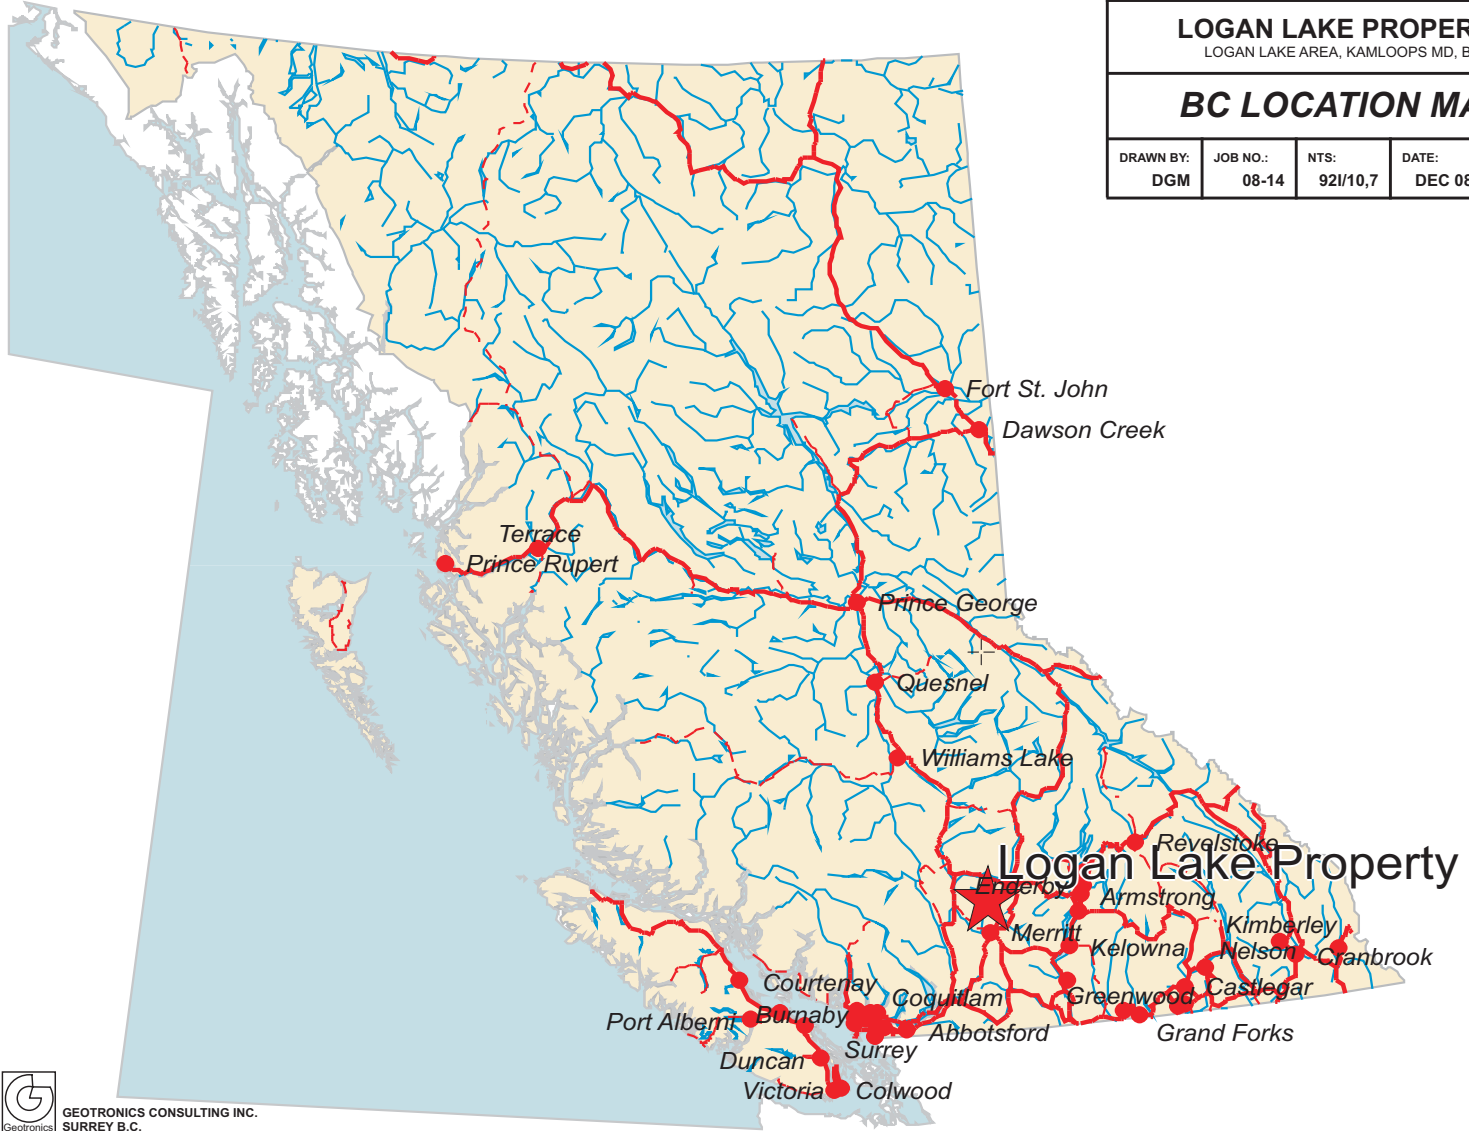 LOGAN LAKE PROPER
LOGAN LAKE AREA, KAMLOOPS MD, B
BC LOCATION MA
DRAWN BY: JOB NO.: NTS: DATE:
DGM 08-14 92I/10,7 DEC 08
Fort St. John
Dawson Creek
Terrace
Prince Rupert
Prince George
Quesnel
Williams Lake
Revelstoke
Logan Lake Property
Enderby
Armstrong
Merritt
Kimberley
Kelowna
Nelson
Cranbrook
Courtenay
Coquitlam
Greenwood
Castlegar
Port Alberni
Burnaby
Abbotsford
Grand Forks
Surrey
Duncan
Victoria
Colwood
G
Geotronics
GEOTRONICS CONSULTING INC.
SURREY B.C.